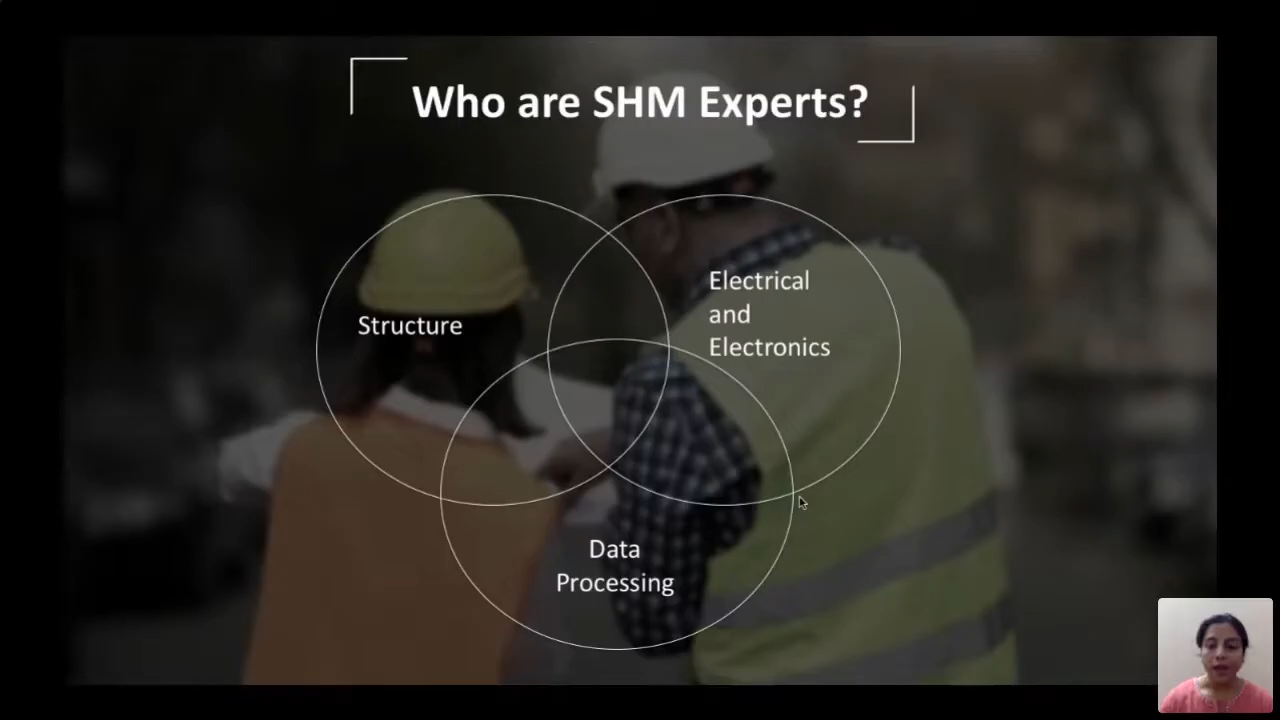 Who are SHM Experts?
Structure
Electrical
and
Electronics
Data
Processing